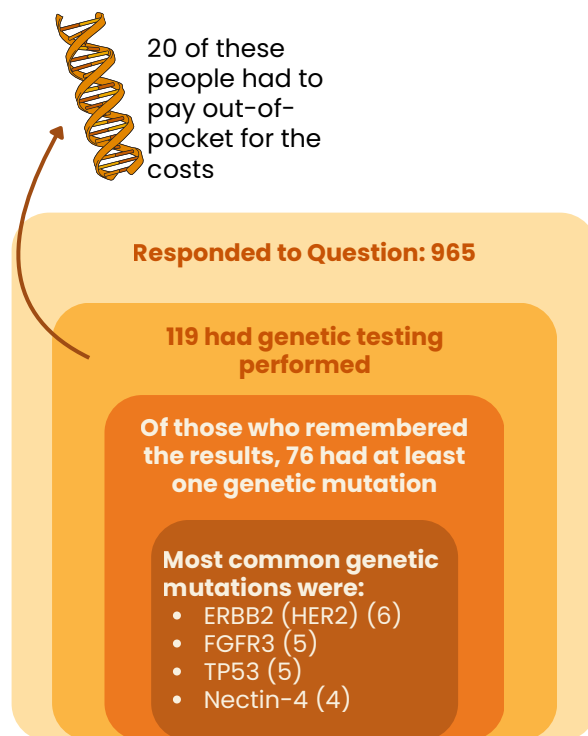 20 of these
people had to
pay out-of-
pocket for the
costs
Responded to Question: 965
119 had genetic testing
performed
Of those who remembered
the results, 76 had at least
one genetic mutation
Most common genetic
mutations were:
• ERBB2 (HER2) (6)
• FGFR3 (5)
• TP53 (5)
• Nectin-4 (4)